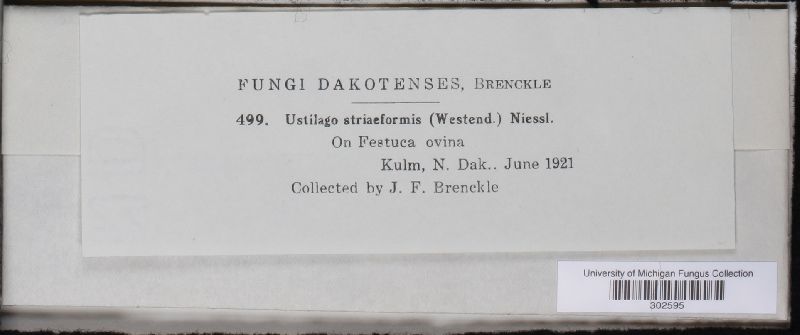 FUNGI DAKOTENSES, BRENCKLE
499. Ustilago striaeformis (Westend.) Niessl.
On Festuca ovina
Kulm, N. Dak.. June 1921
Collected by J. F. Brenckle
University of Michigan Fungus Collection
302595